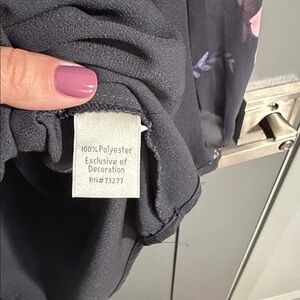 100% Polyester
Exclusive of
Decoration
RN#73277